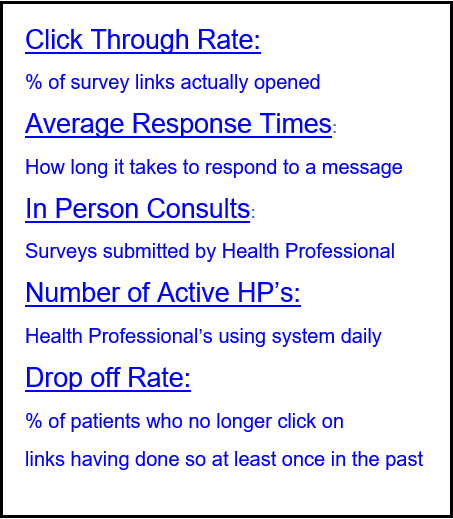 Click Through Rate:
% of survey links actually opened
Average Response Times:
How long it takes to respond to a message
In Person Consults:
Surveys submitted by Health Professional
Number of Active HP’s:
Health Professional’s using system daily
Drop off Rate:
% of patients who no longer click on
links having done so at least once in the past